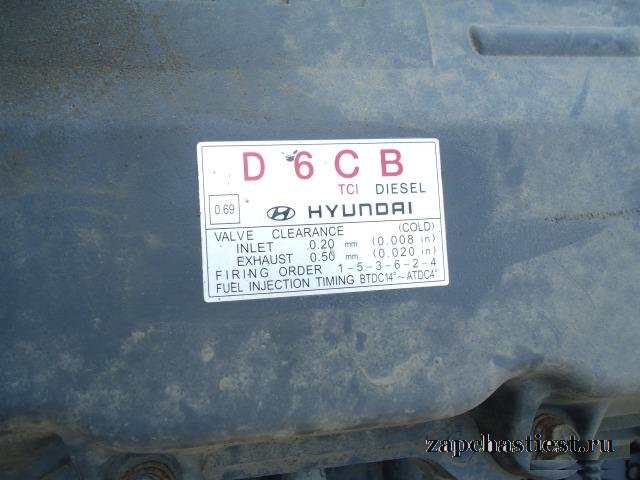 D 6 C B
TCI DIESEL
0.69 HYUNDAI
VALVE CLEARANCE (COLD)
INLET 0.20 mm (0.008 in)
EXHAUST 0.50 mm (0.020 in)
FIRING ORDER 1-5-3-6-2-4
FUEL INJECTION TIMING BTDC14°~ATDC4°
zapchastiest.ru